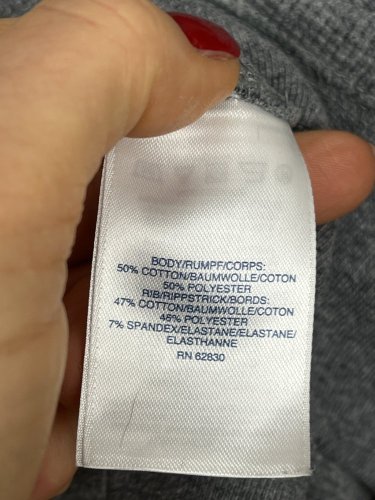 BODY/RUMPF/CORPS:
50% COTTON/BAUMWOLLE/COTON
50% POLYESTER
RIB/RIPPSTRICK/BORDS:
47% COTTON/BAUMWOLLE/COTON
46% POLYESTER
7% SPANDEX/ELASTANE/ELASTANE/
ELASTHANNE
RN 62830